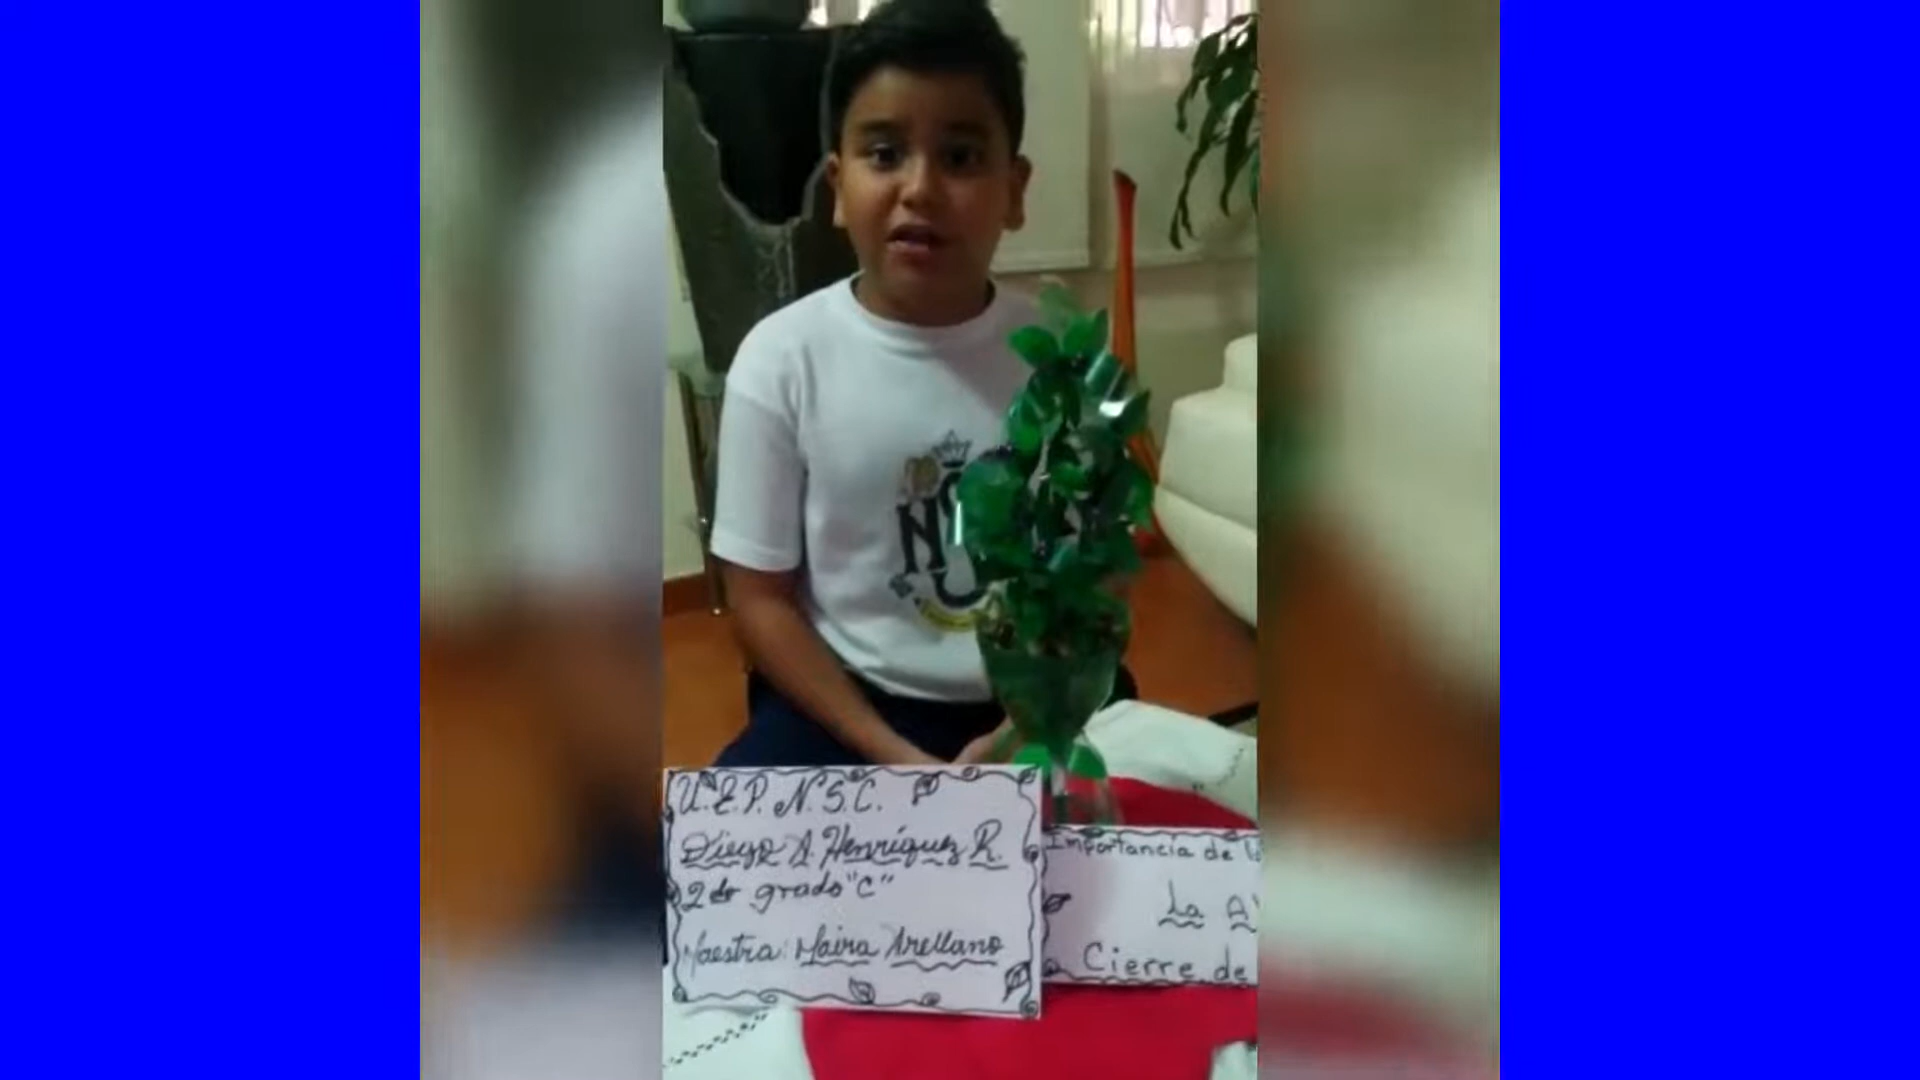 U.E.P. N.S.C.
Diego A. Henríquez R.
2do grado "C"
Maestra: Maira Arellano
Importancia de
La
Cierre de
N